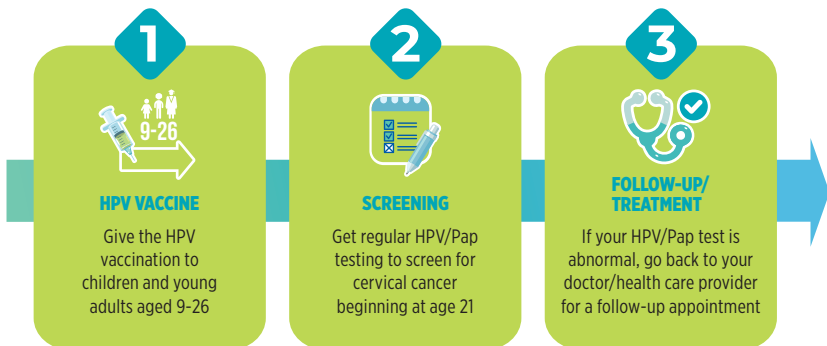 1
9-26
HPV VACCINE
Give the HPV
vaccination to
children and young
adults aged 9-26
2
SCREENING
Get regular HPV/Pap
testing to screen for
cervical cancer
beginning at age 21
3
FOLLOW-UP/
TREATMENT
If your HPV/Pap test is
abnormal, go back to your
doctor/health care provider
for a follow-up appointment